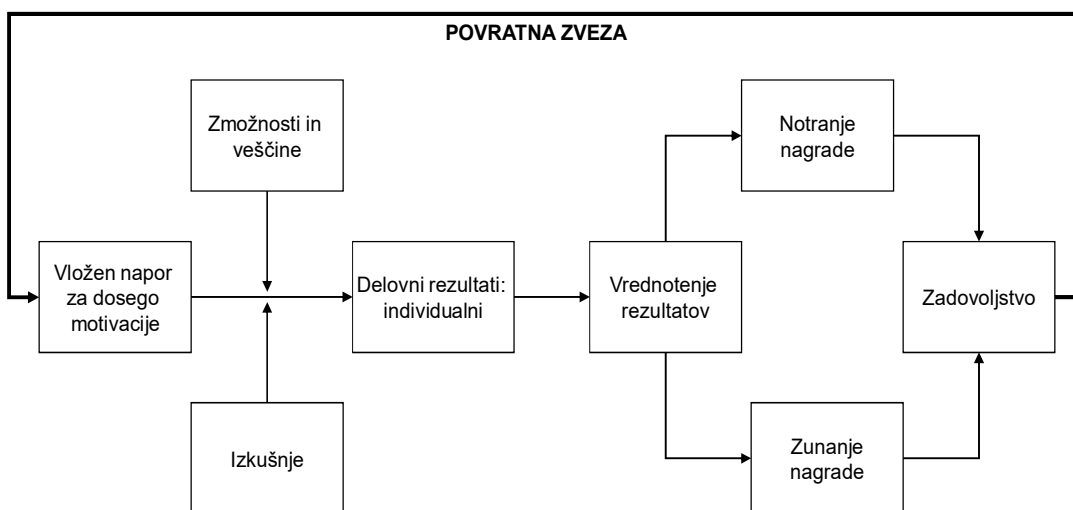 POVRATNA ZVEZA
Zmožnosti in
veščine
Notranje
nagrade
Vložen napor
za dosego
motivacije
Delovni rezultati:
individualni
Vrednotenje
rezultatov
Zadovoljstvo
Izkušnje
Zunanje
nagrade